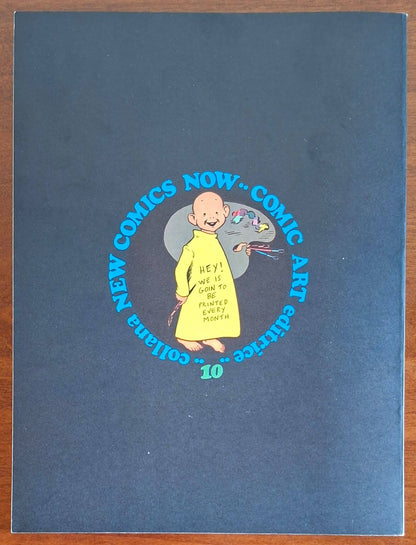 collana NEW COMICS NOW.. COMIC ART editrice..
HEY!
WE IS
GOIN TO
BE
PRINTED
EVERY
MONTH
10